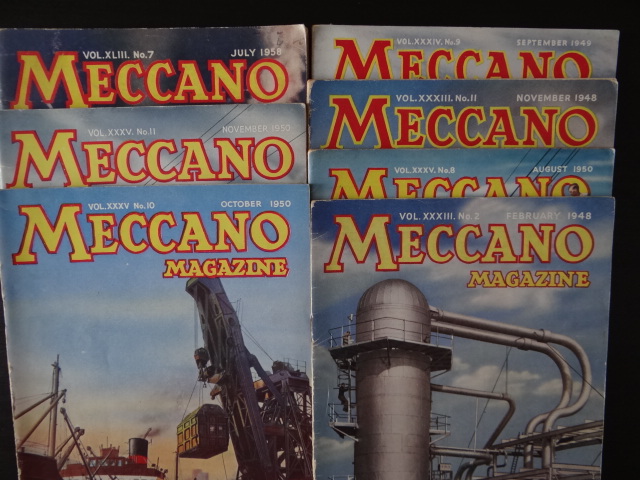 VOL.XLIII. No.7 JULY 1958
MECCANO
VOL.XXXV. No.11 NOVEMBER 1950
MECCANO
VOL.XXXV No.10 OCTOBER 1950
MECCANO
MAGAZINE
VOL.XXXIV. No.9 SEPTEMBER 1949
MECCANO
VOL.XXXIII. No.11 NOVEMBER 1948
MECCANO
VOL.XXXV. No.8 AUGUST 1950
MECCANO
VOL. XXXIII. No. 2 FEBRUARY 1948
MECCANO
MAGAZINE